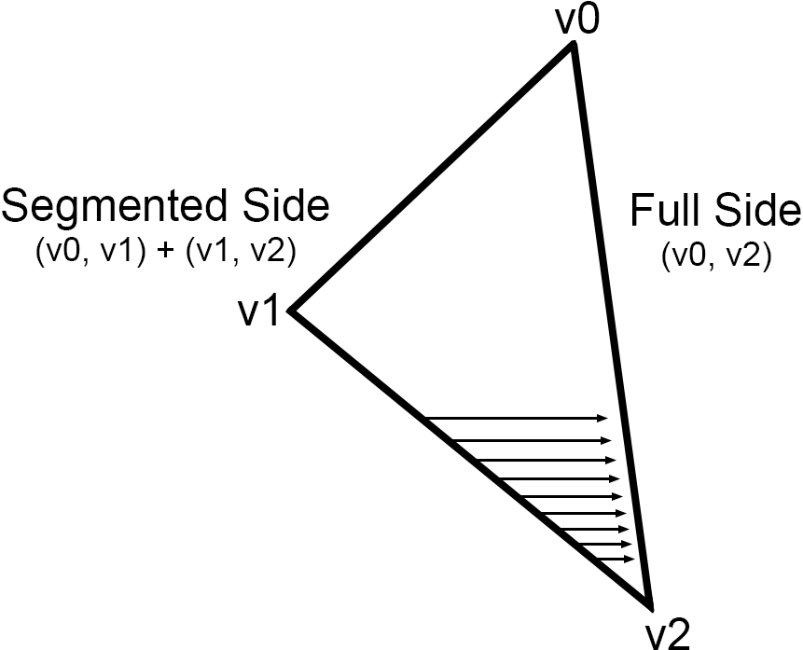 v0
Segmented Side
(v0, v1) + (v1, v2)
Full Side
(v0, v2)
v1
v2